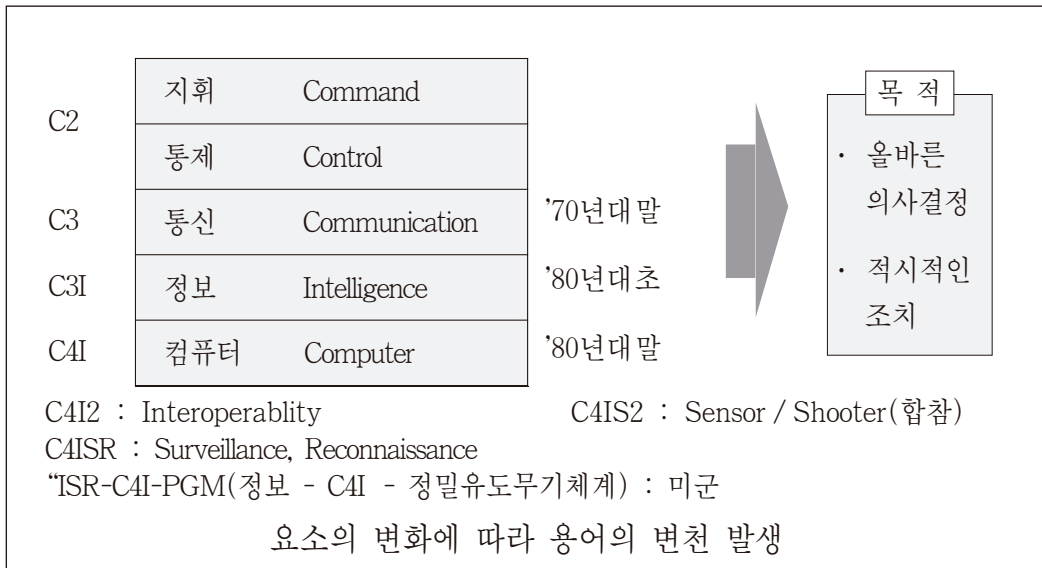 C2
지휘 Command
통제 Control
C3 통신 Communication '70년대말
C3I 정보 Intelligence '80년대초
C4I 컴퓨터 Computer '80년대말
목 적
· 올바른
의사결정
· 적시적인
조치
C4I2 : Interoperablity C4IS2 : Sensor / Shooter(합참)
C4ISR : Surveillance, Reconnaissance
“ISR-C4I-PGM(정보 - C4I - 정밀유도무기체계) : 미군
요소의 변화에 따라 용어의 변천 발생